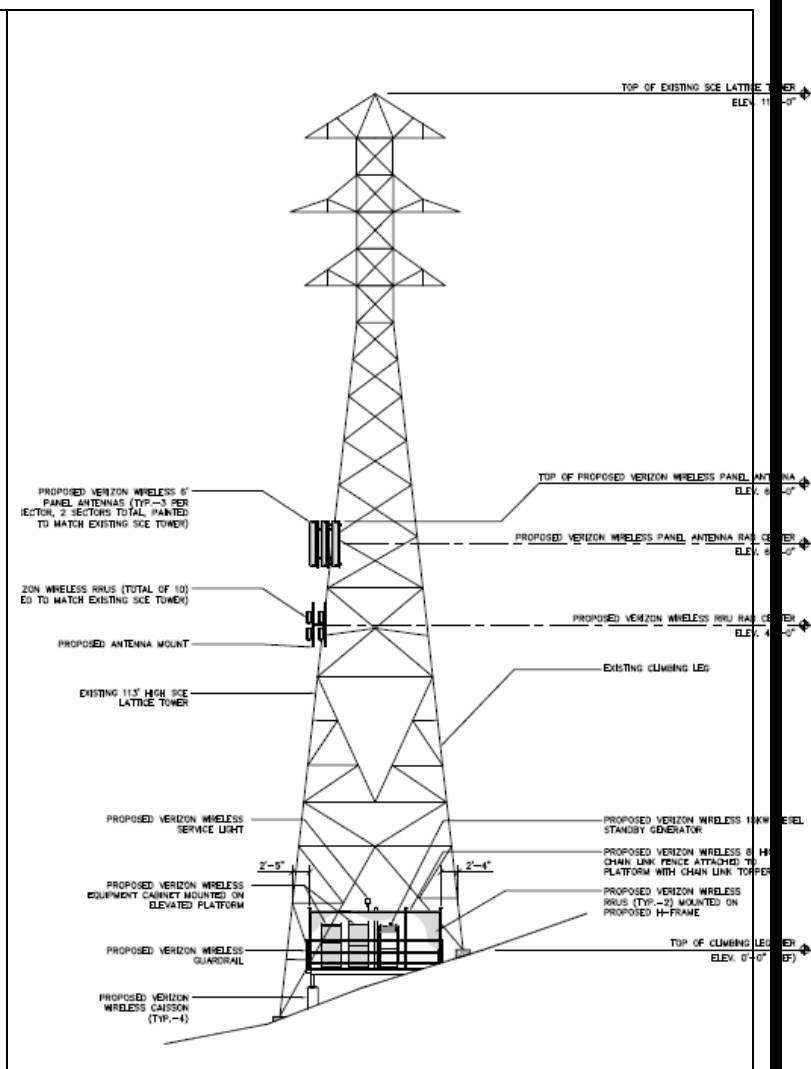 TOP OF EXISTING SCE LATTICE
ELEV.
PROPOSED VERIZON WIRELESS 6'
PANEL ANTENNAS (TYP.-3 PER
SECTOR, 2 SECTORS TOTAL, PAINTED
TO MATCH EXISTING SCE TOWER)
TOP OF PROPOSED VERIZON WIRELESS PANEL
ELEV.
PROPOSED VERIZON WIRELESS PANEL ANTENNA RAD
ELEV.
ZON WIRELESS RRUS (TOTAL OF 10)
ED TO MATCH EXISTING SCE TOWER)
PROPOSED VERIZON WIRELESS RRU RAD
ELEV.
PROPOSED ANTENNA MOUNT
EXISTING CLIMBING LEG
EXISTING 113' HIGH SCE
LATTICE TOWER
PROPOSED VERIZON WIRELESS
SERVICE LIGHT
PROPOSED VERIZON WIRELESS
STANDBY GENERATOR
2'-5"
2'-4"
PROPOSED VERIZON WIRELESS
CHAIN LINK FENCE ATTACHED TO
PLATFORM WITH CHAIN LINK TOPPER
PROPOSED VERIZON WIRELESS
EQUIPMENT CABINET MOUNTED ON
ELEVATED PLATFORM
PROPOSED VERIZON WIRELESS
RRUS (TYP.-2) MOUNTED ON
PROPOSED H-FRAME
PROPOSED VERIZON WIRELESS
GUARDRAIL
TOP OF CLIMBING
ELEV. 0'-0"
PROPOSED VERIZON
WIRELESS CAISSON
(TYP.-4)